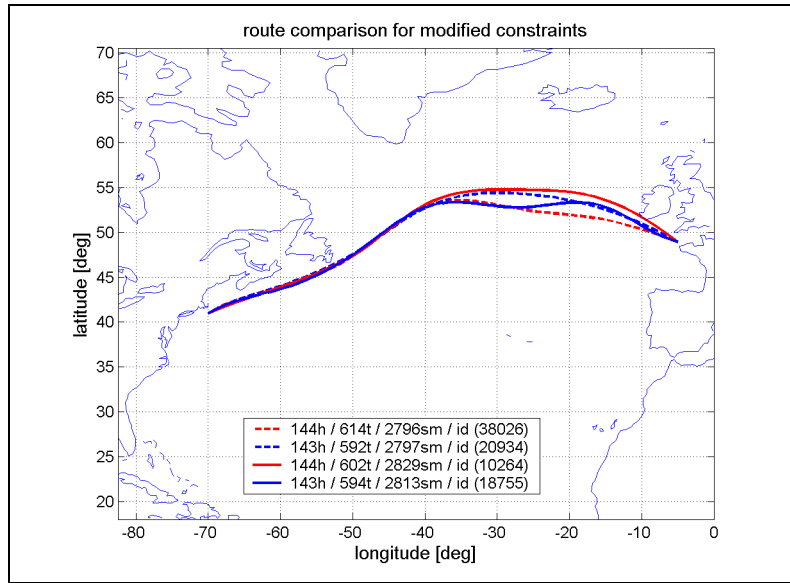 route comparison for modified constraints
70
65
60
55
50
45
40
35
30
25
20
latitude [deg]
144h / 614t / 2796sm / id (38026)
143h / 592t / 2797sm / id (20934)
144h / 602t / 2829sm / id (10264)
143h / 594t / 2813sm / id (18755)
-80 -70 -60 -50 -40 -30 -20 -10 0
longitude [deg]